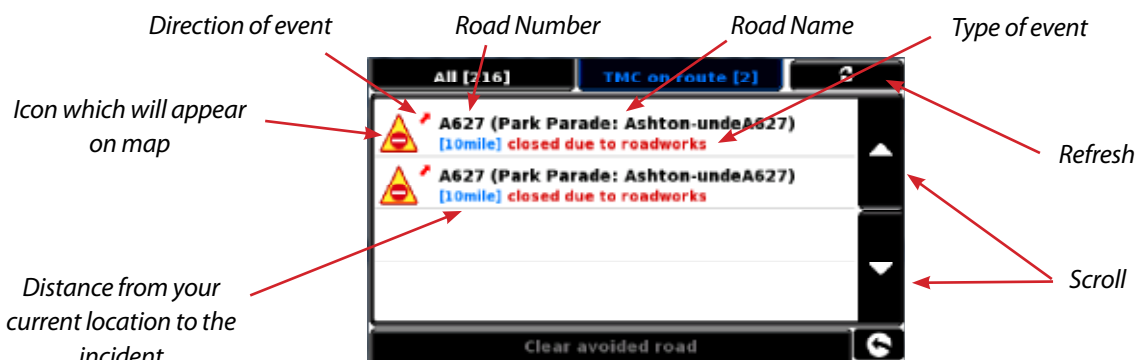 Direction of event
Road Number
Road Name
Type of event
Icon which will appear
on map
All [216]
TMC on route [2]
A627 (Park Parade: Ashton-undeA627)
[10mile] closed due to roadworks
A627 (Park Parade: Ashton-undeA627)
[10mile] closed due to roadworks
Refresh
Scroll
Distance from your
current location to the
incident
Clear avoided road